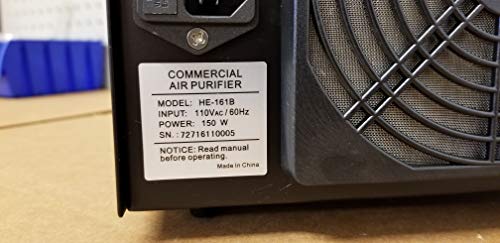 COMMERCIAL
AIR PURIFIER
MODEL: HE-161B
INPUT: 110VAC/60Hz
POWER: 150 W
SN.: 72716110005
NOTICE: Read manual
before operating.
Made In China